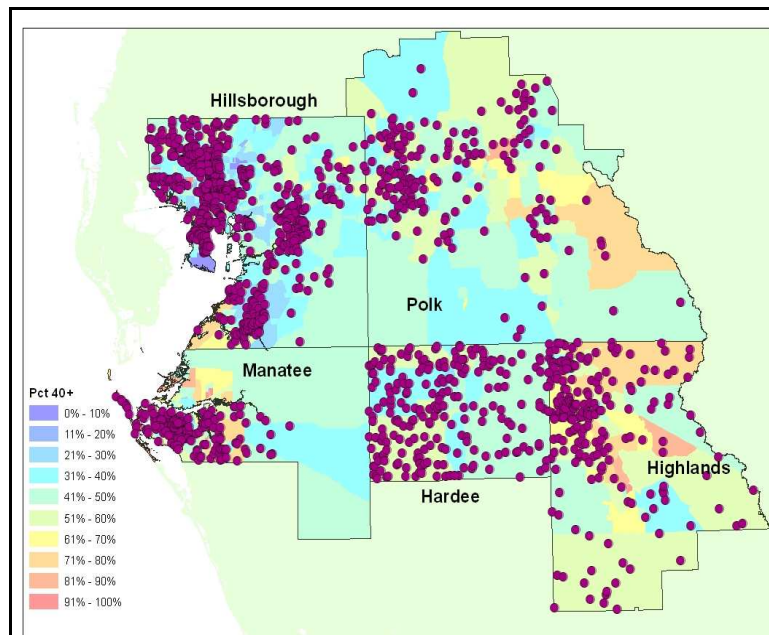 Hillsborough
Polk
Manatee
Pct 40+
0% - 10%
11% - 20%
21% - 30%
31% - 40%
41% - 50%
51% - 60%
61% - 70%
71% - 80%
81% - 90%
91% - 100%
Highlands
Hardee